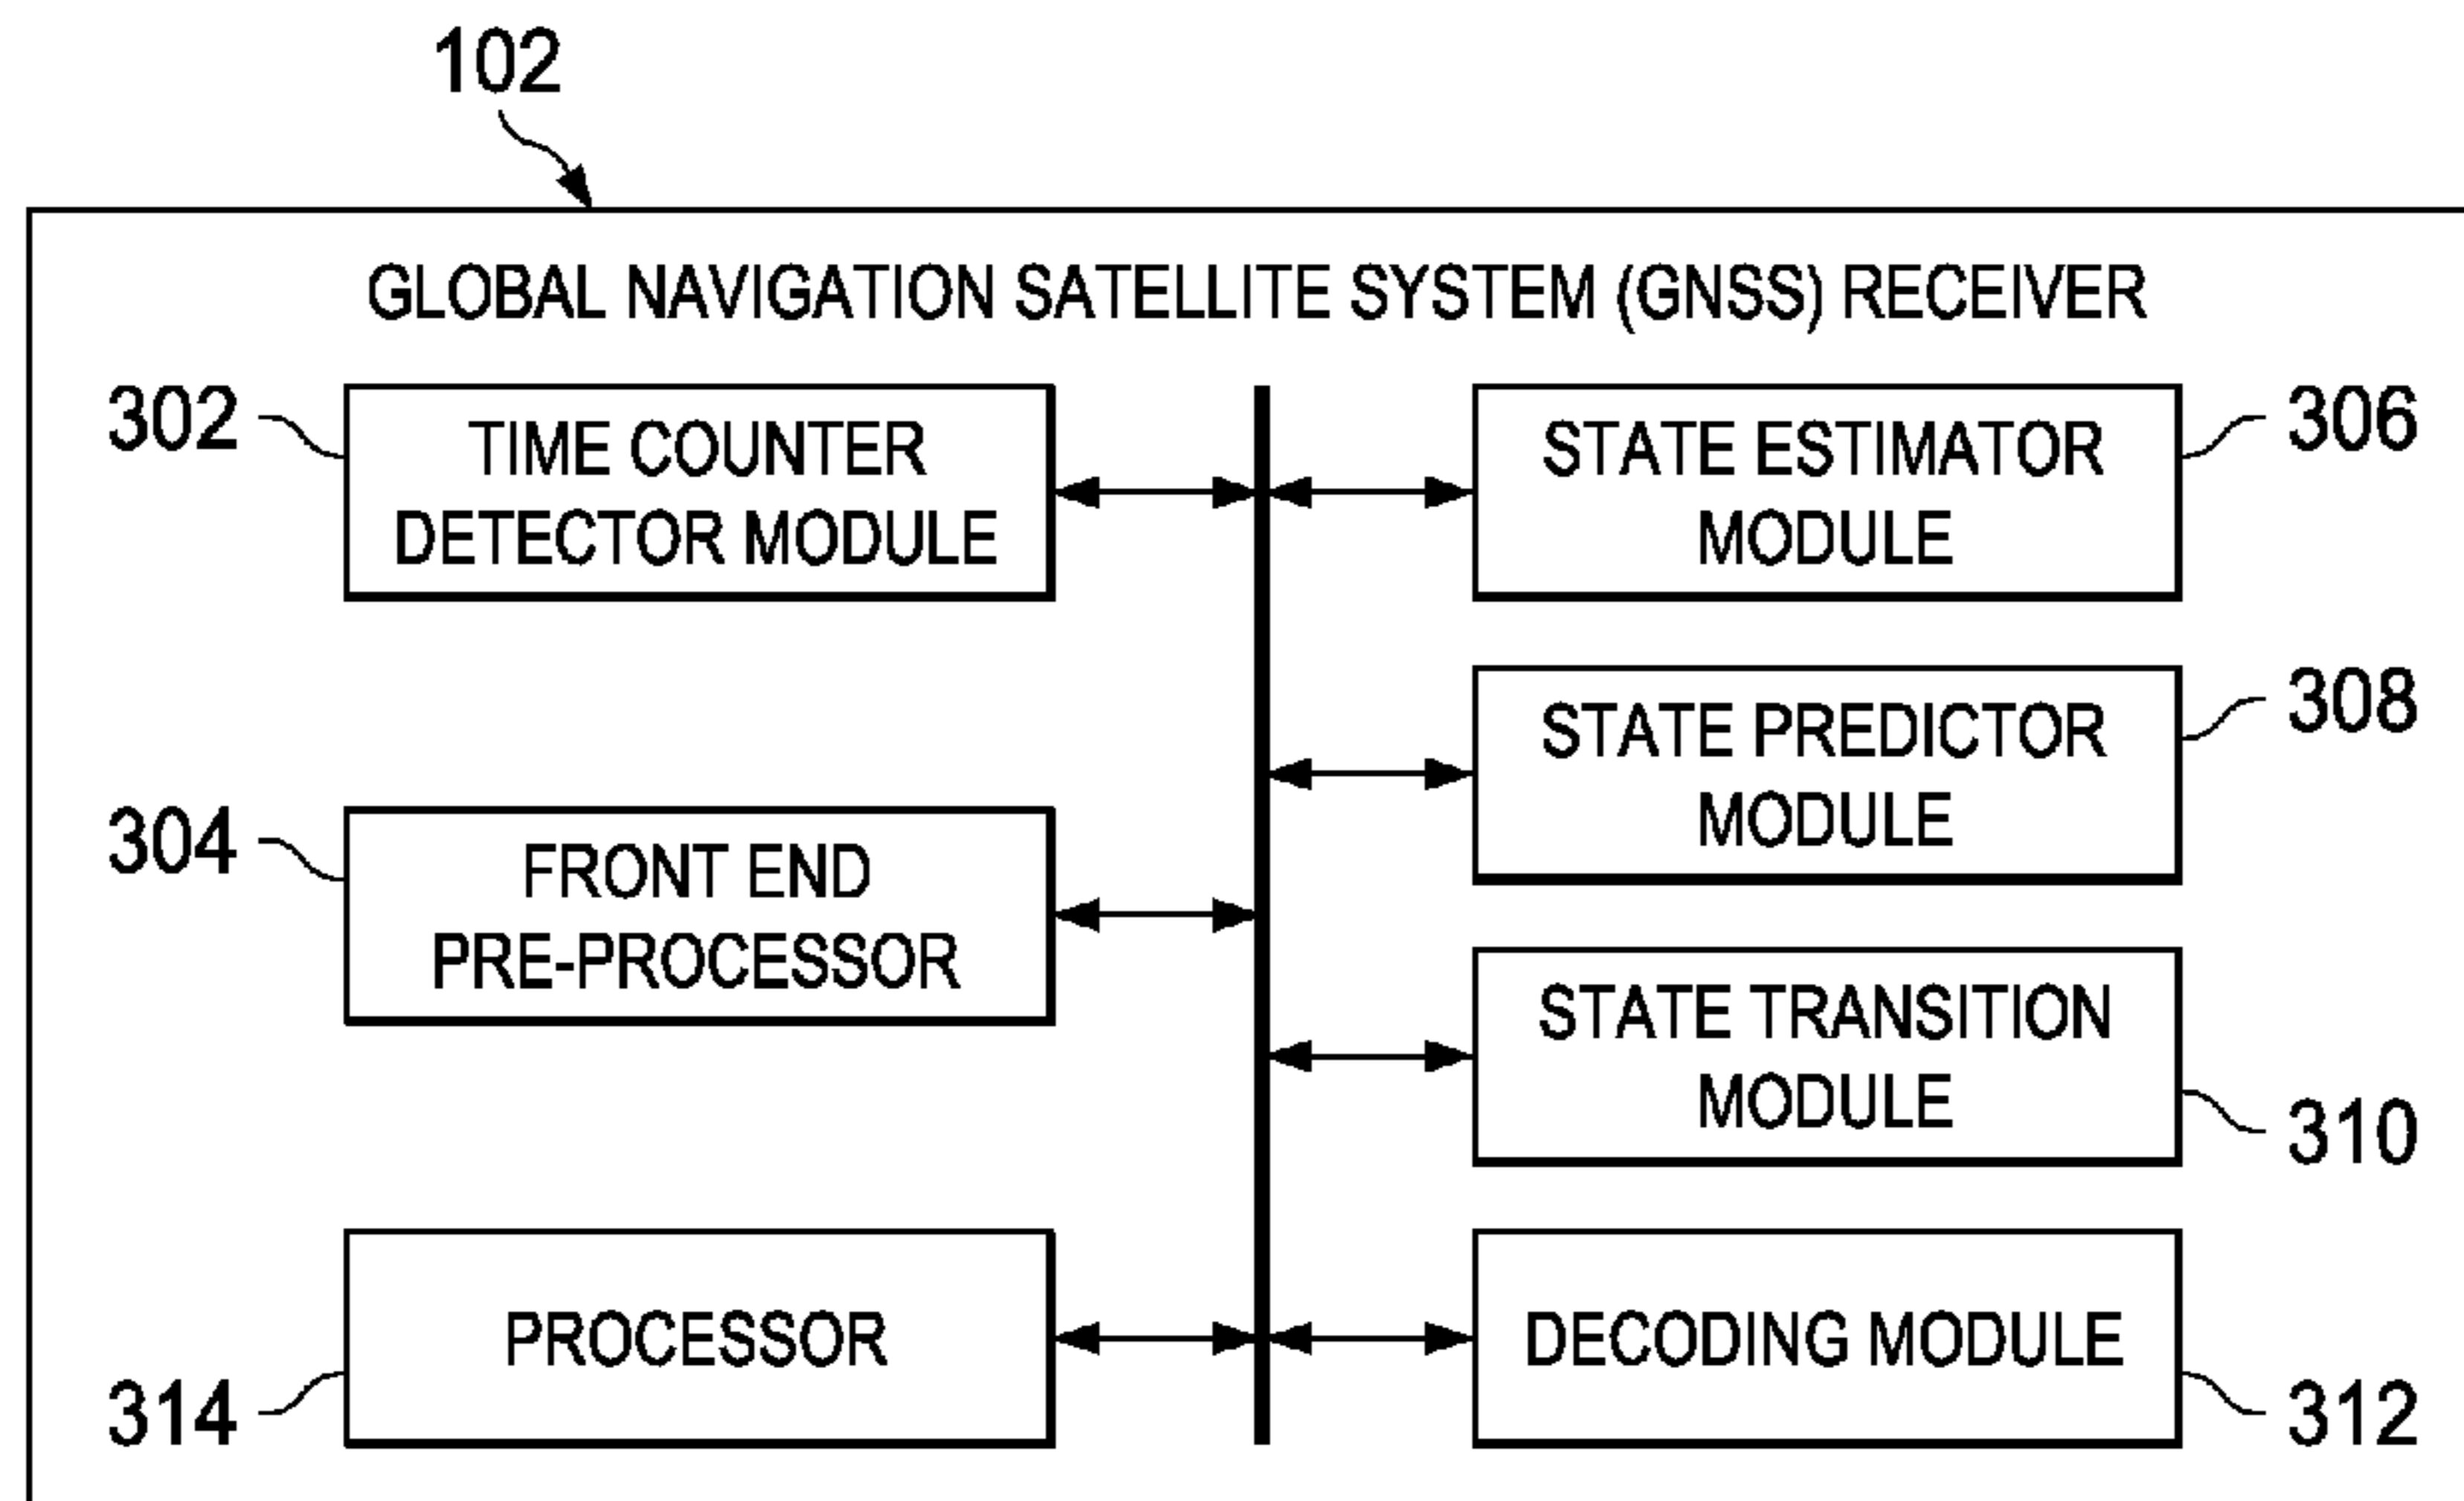 102
GLOBAL NAVIGATION SATELLITE SYSTEM (GNSS) RECEIVER
302
TIME COUNTER
DETECTOR MODULE
304
FRONT END
PRE-PROCESSOR
314
PROCESSOR
306
STATE ESTIMATOR
MODULE
308
STATE PREDICTOR
MODULE
310
STATE TRANSITION
MODULE
312
DECODING MODULE